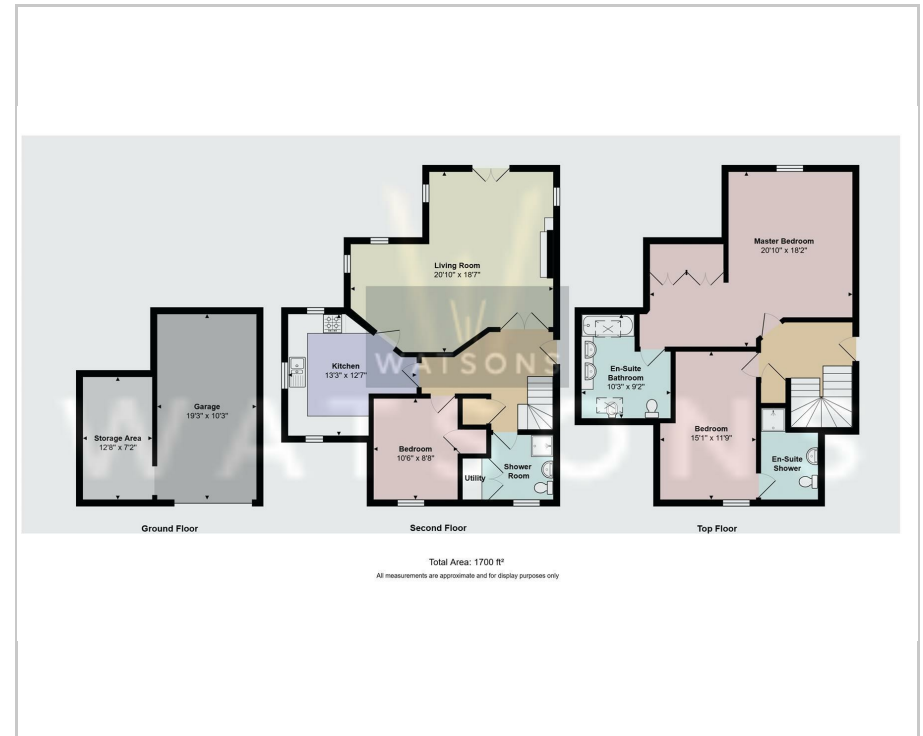 Garage
19'3" x 10'3"
Storage Area
12'8" x 7'2"
Ground Floor
Living Room
20'10" x 18'7"
WATSONS
Kitchen
13'3" x 12'7"
Bedroom
10'6" x 8'8"
Utility
Shower
Room
Second Floor
Master Bedroom
20'10" x 18'2"
En-Suite
Bathroom
10'3" x 9'2"
Bedroom
15'1" x 11'9"
En-Suite
Shower
Top Floor
WATSONS
Total Area: 1700 ft²
All measurements are approximate and for display purposes only